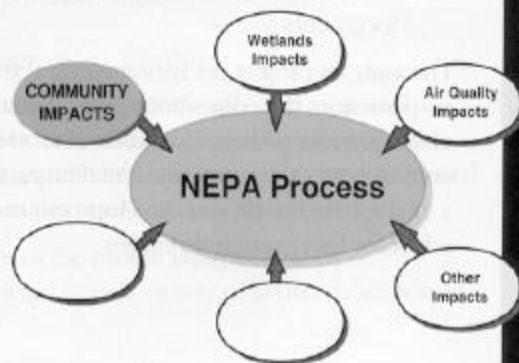 Wetlands
Impacts
COMMUNITY
IMPACTS
Air Quality
Impacts
NEPA Process
Other
Impacts